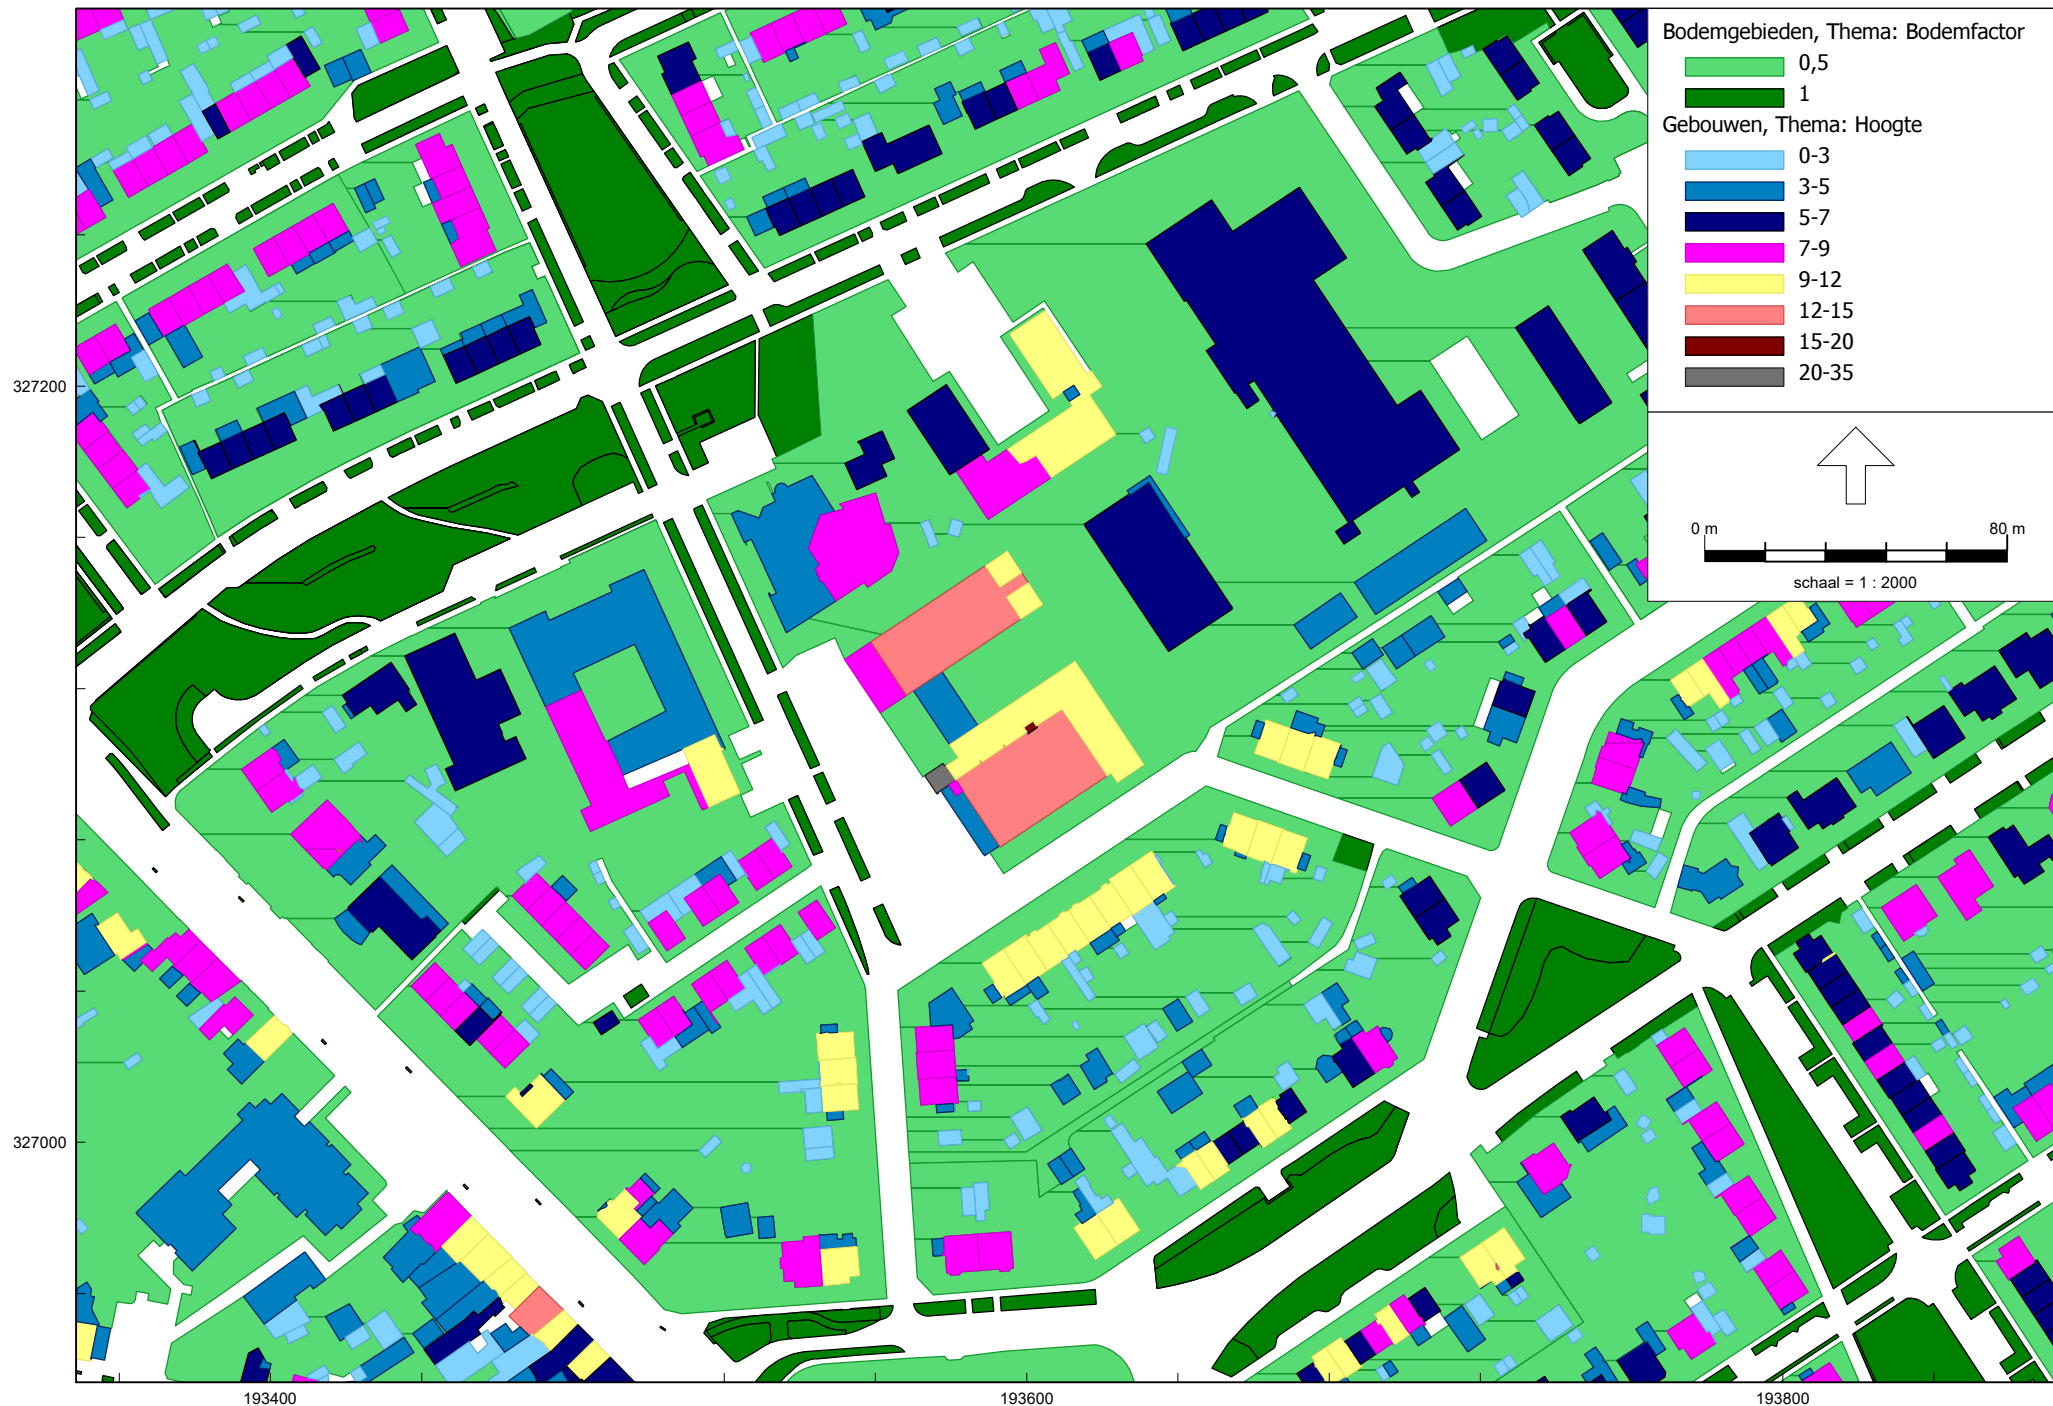 Bodemgebieden, Thema: Bodemfactor
0,5
1
Gebouwen, Thema: Hoogte
0-3
3-5
5-7
7-9
9-12
12-15
15-20
20-35
0 m 80 m
schaal = 1 : 2000
327200
327000
193400 193600 193800